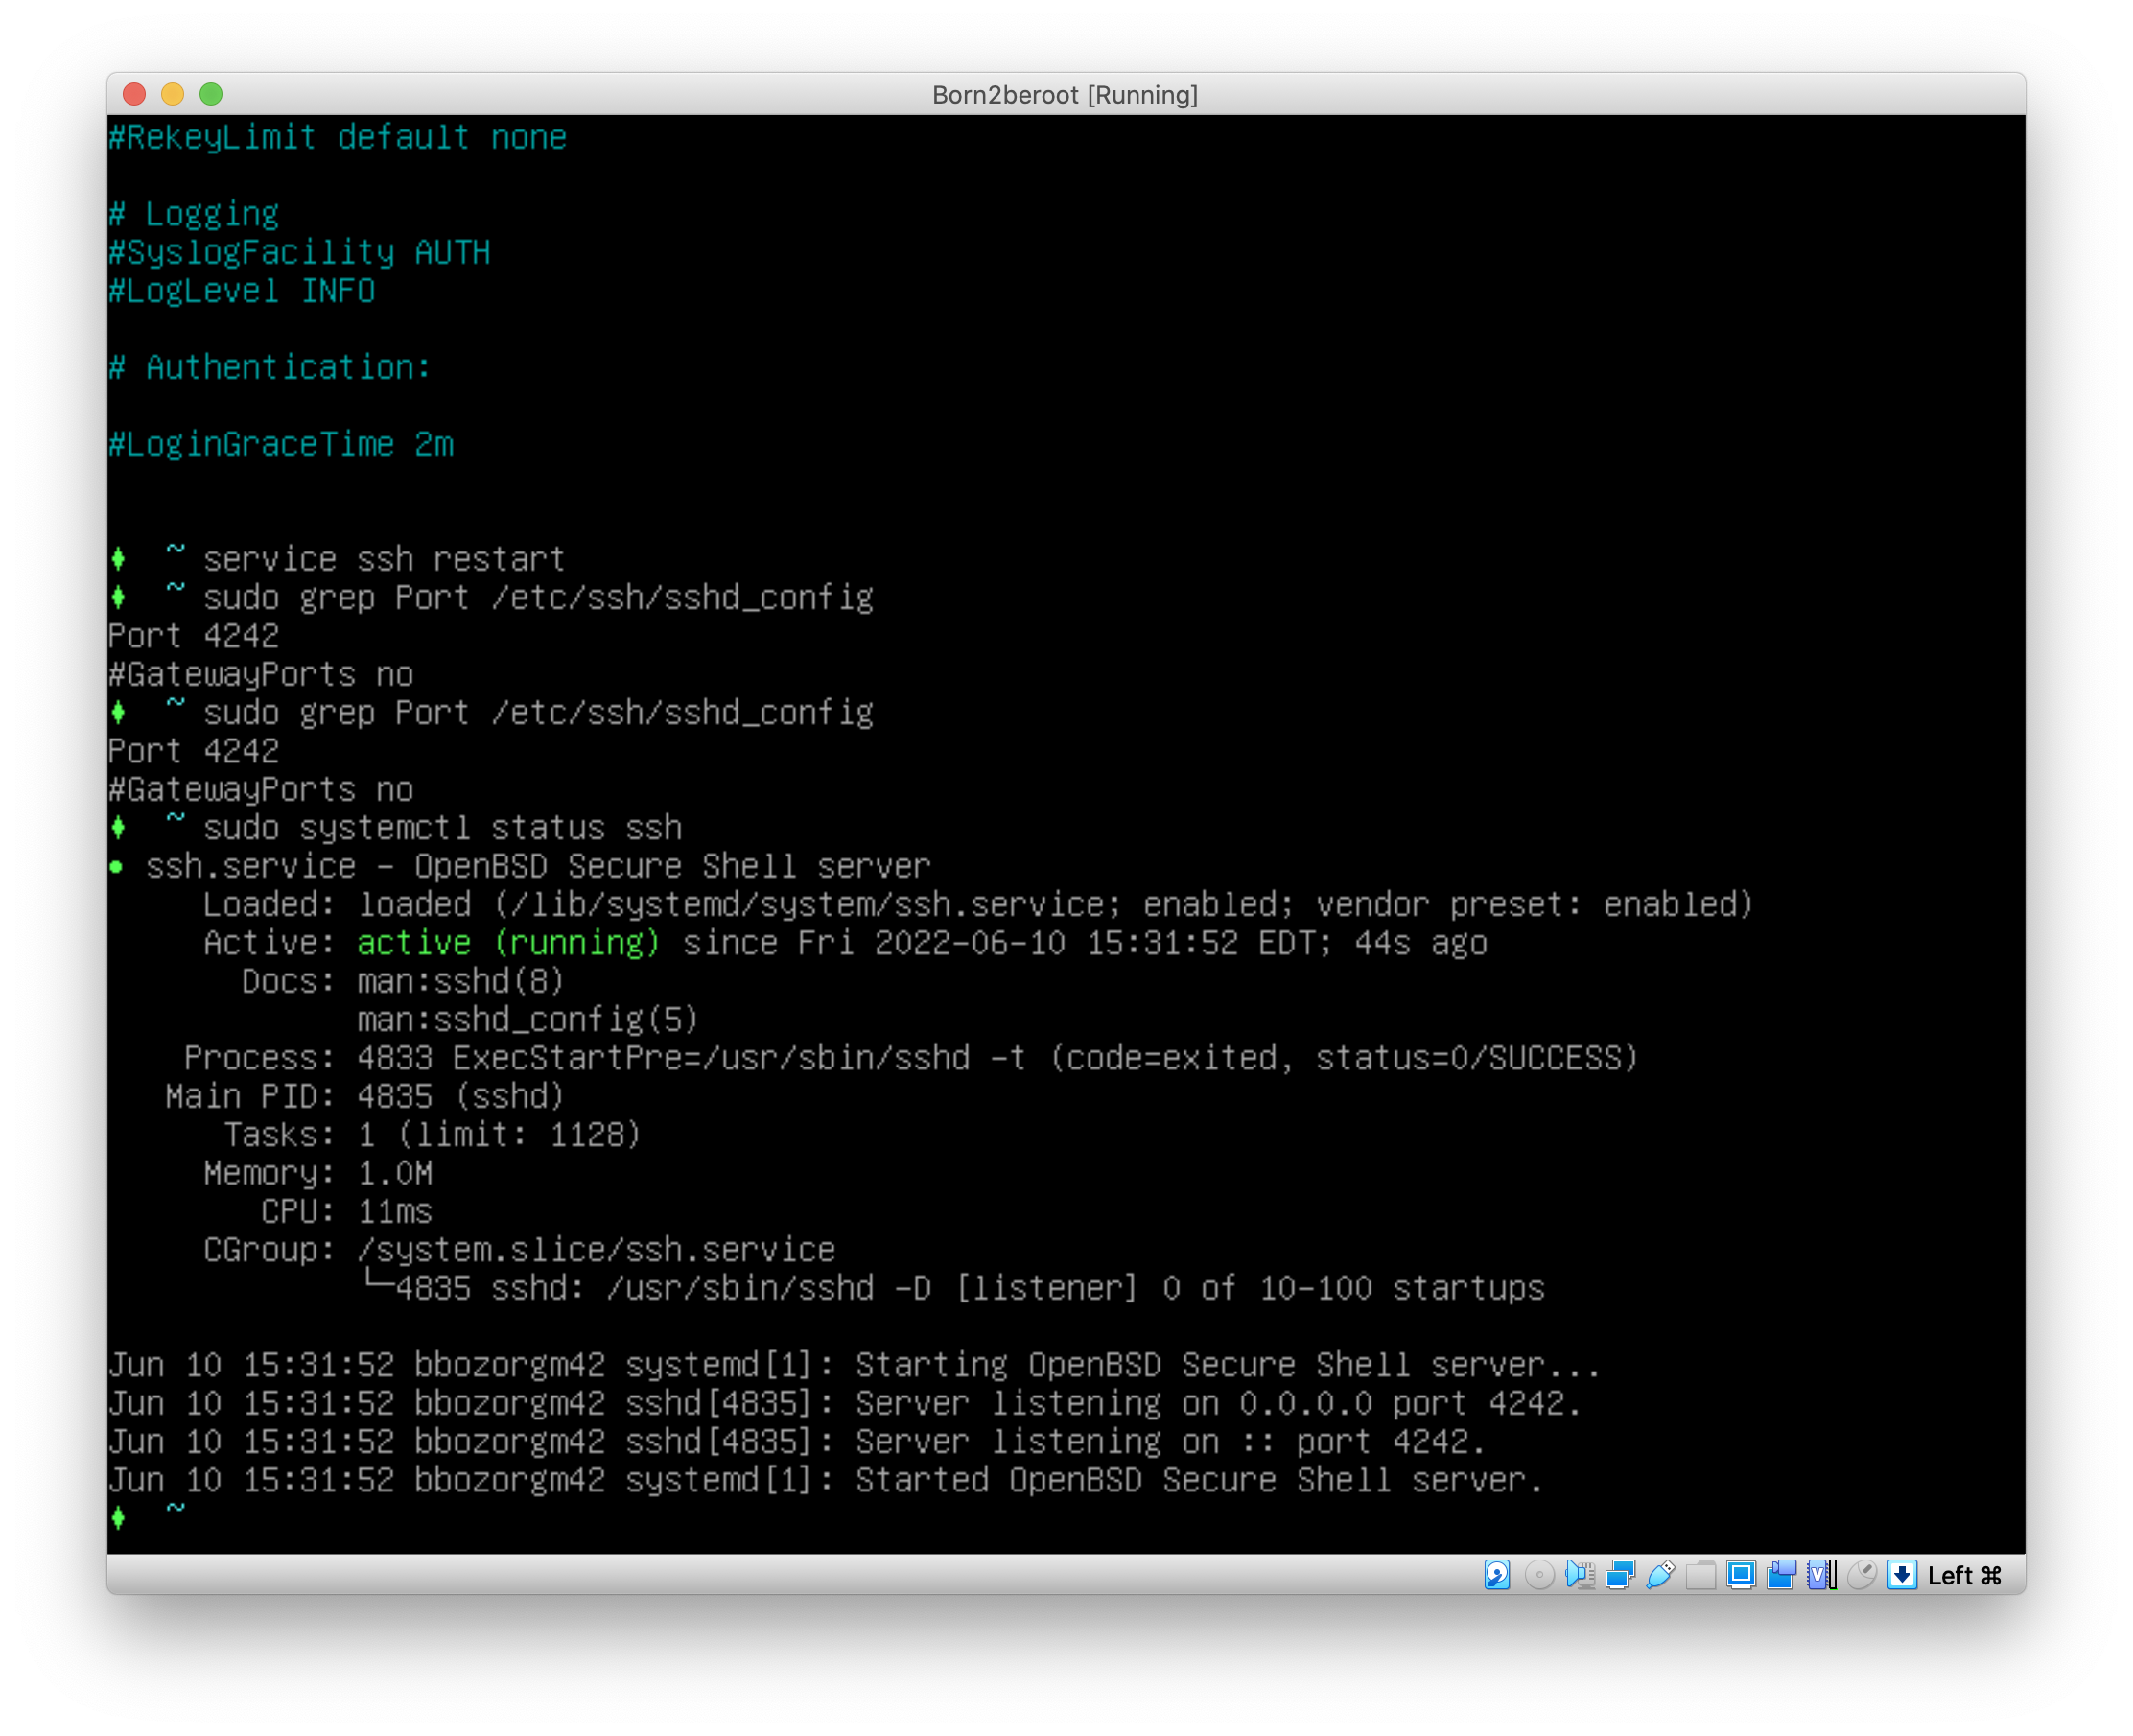 Born2beroot [Running]
#RekeyLimit default none
# Logging
#SyslogFacility AUTH
#LogLevel INFO
# Authentication:
#LoginGraceTime 2m
♦  ~ service ssh restart
♦  ~ sudo grep Port /etc/ssh/sshd_config
Port 4242
#GatewayPorts no
♦  ~ sudo grep Port /etc/ssh/sshd_config
Port 4242
#GatewayPorts no
♦  ~ sudo systemctl status ssh
● ssh.service - OpenBSD Secure Shell server
     Loaded: loaded (/lib/systemd/system/ssh.service; enabled; vendor preset: enabled)
     Active: active (running) since Fri 2022-06-10 15:31:52 EDT; 44s ago
       Docs: man:sshd(8)
             man:sshd_config(5)
    Process: 4833 ExecStartPre=/usr/sbin/sshd -t (code=exited, status=0/SUCCESS)
   Main PID: 4835 (sshd)
      Tasks: 1 (limit: 1128)
     Memory: 1.0M
        CPU: 11ms
     CGroup: /system.slice/ssh.service
             └─4835 sshd: /usr/sbin/sshd -D [listener] 0 of 10-100 startups
Jun 10 15:31:52 bbozorgm42 systemd[1]: Starting OpenBSD Secure Shell server...
Jun 10 15:31:52 bbozorgm42 sshd[4835]: Server listening on 0.0.0.0 port 4242.
Jun 10 15:31:52 bbozorgm42 sshd[4835]: Server listening on :: port 4242.
Jun 10 15:31:52 bbozorgm42 systemd[1]: Started OpenBSD Secure Shell server.
♦  ~
Left ⌘